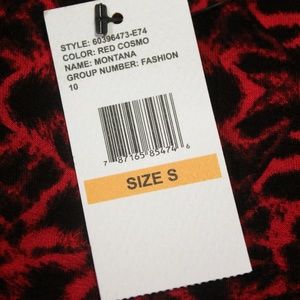 STYLE: 60396473-E74
COLOR: RED COSMO
NAME: MONTANA
GROUP NUMBER: FASHION
10
7 87165 85474 6
SIZE S